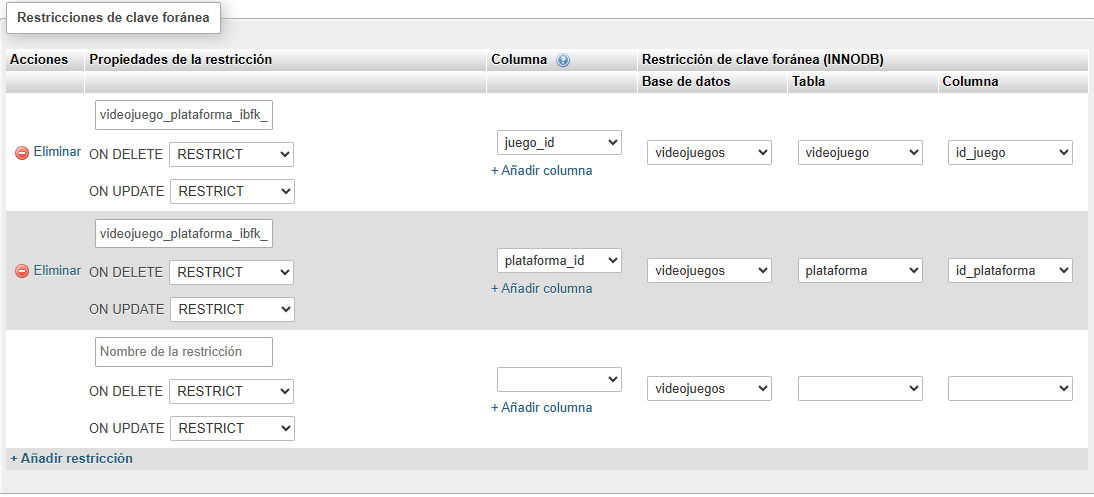 Restricciones de clave foránea
Acciones Propiedades de la restricción Columna Restricción de clave foránea (INNODB)
Base de datos Tabla Columna
videojuego_plataforma_ibfk_
Eliminar ON DELETE RESTRICT juego_id videojuegos videojuego id_juego
+ Añadir columna
ON UPDATE RESTRICT
videojuego_plataforma_ibfk_
Eliminar ON DELETE RESTRICT plataforma_id videojuegos plataforma id_plataforma
+ Añadir columna
ON UPDATE RESTRICT
Nombre de la restricción
ON DELETE RESTRICT videojuegos
+ Añadir columna
ON UPDATE RESTRICT
+ Añadir restricción